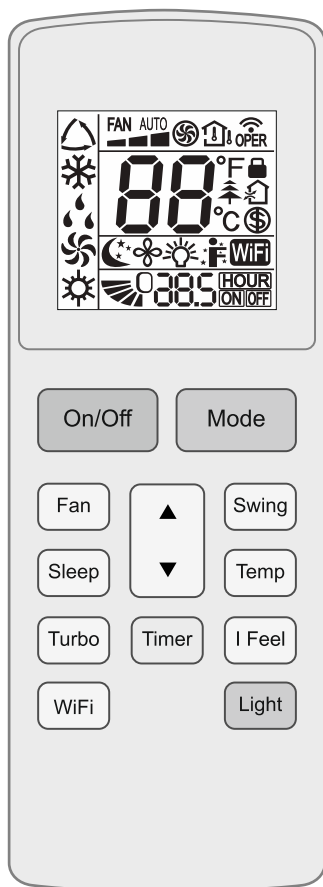 FAN AUTO OPER
88 °F
°C
WiFi
38.5 HOUR
ON OFF
On/Off Mode
Fan Swing
Sleep Temp
Turbo Timer I Feel
WiFi Light